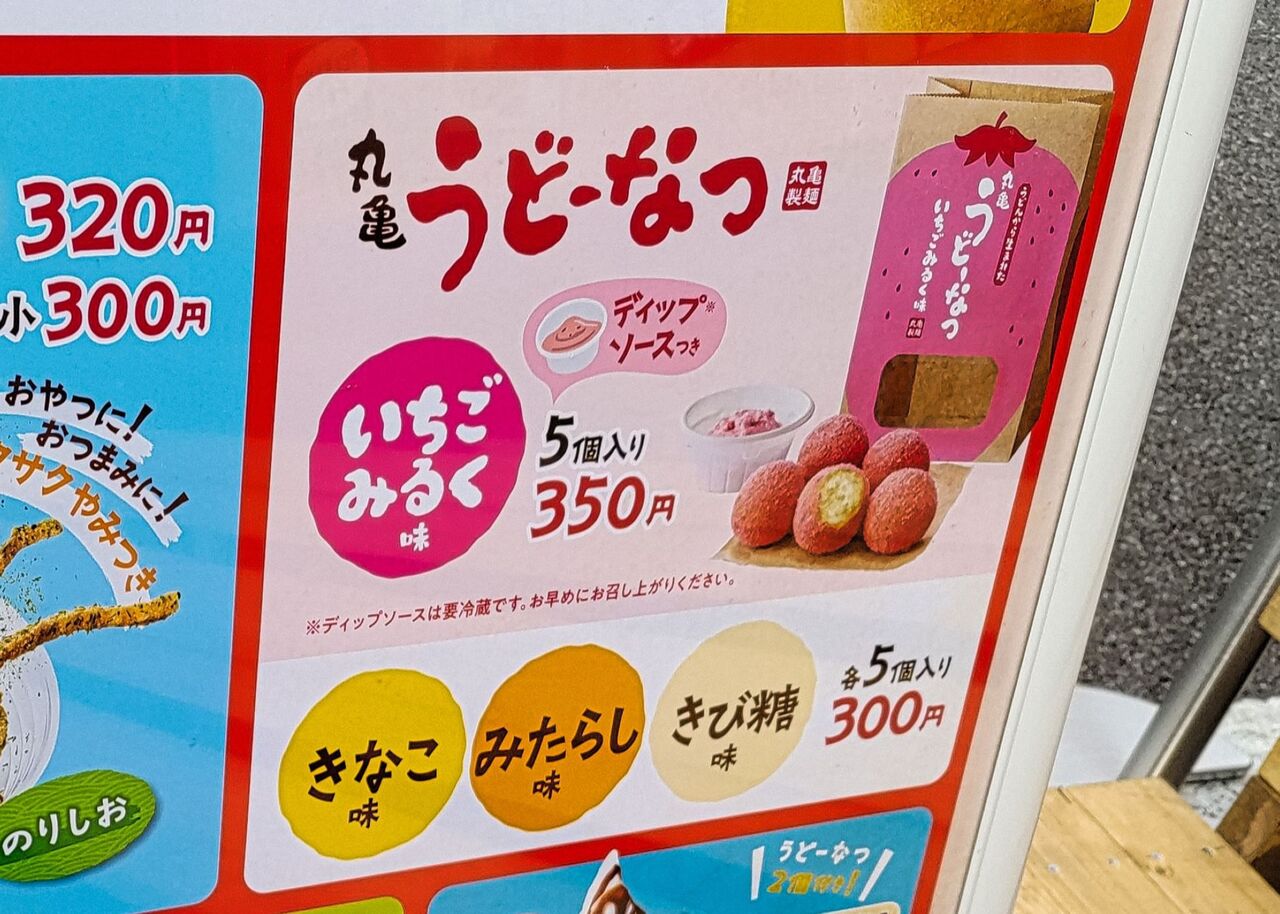 320円
小300円
おやつに!
おつまみに!
サクやみつき
のりしお
丸亀
うどーなつ
丸亀
製麺
ディップ※
ソースつき
いちご
みるく
味
5個入り
350円
※ディップソースは要冷蔵です。お早めにお召し上がりください。
うどんから生まれた
丸亀
うどーなつ
いちごみるく味
丸亀
製麺
きなこ
味
みたらし
味
きび糖
味
各5個入り
300円
うどーなつ
2個付き!